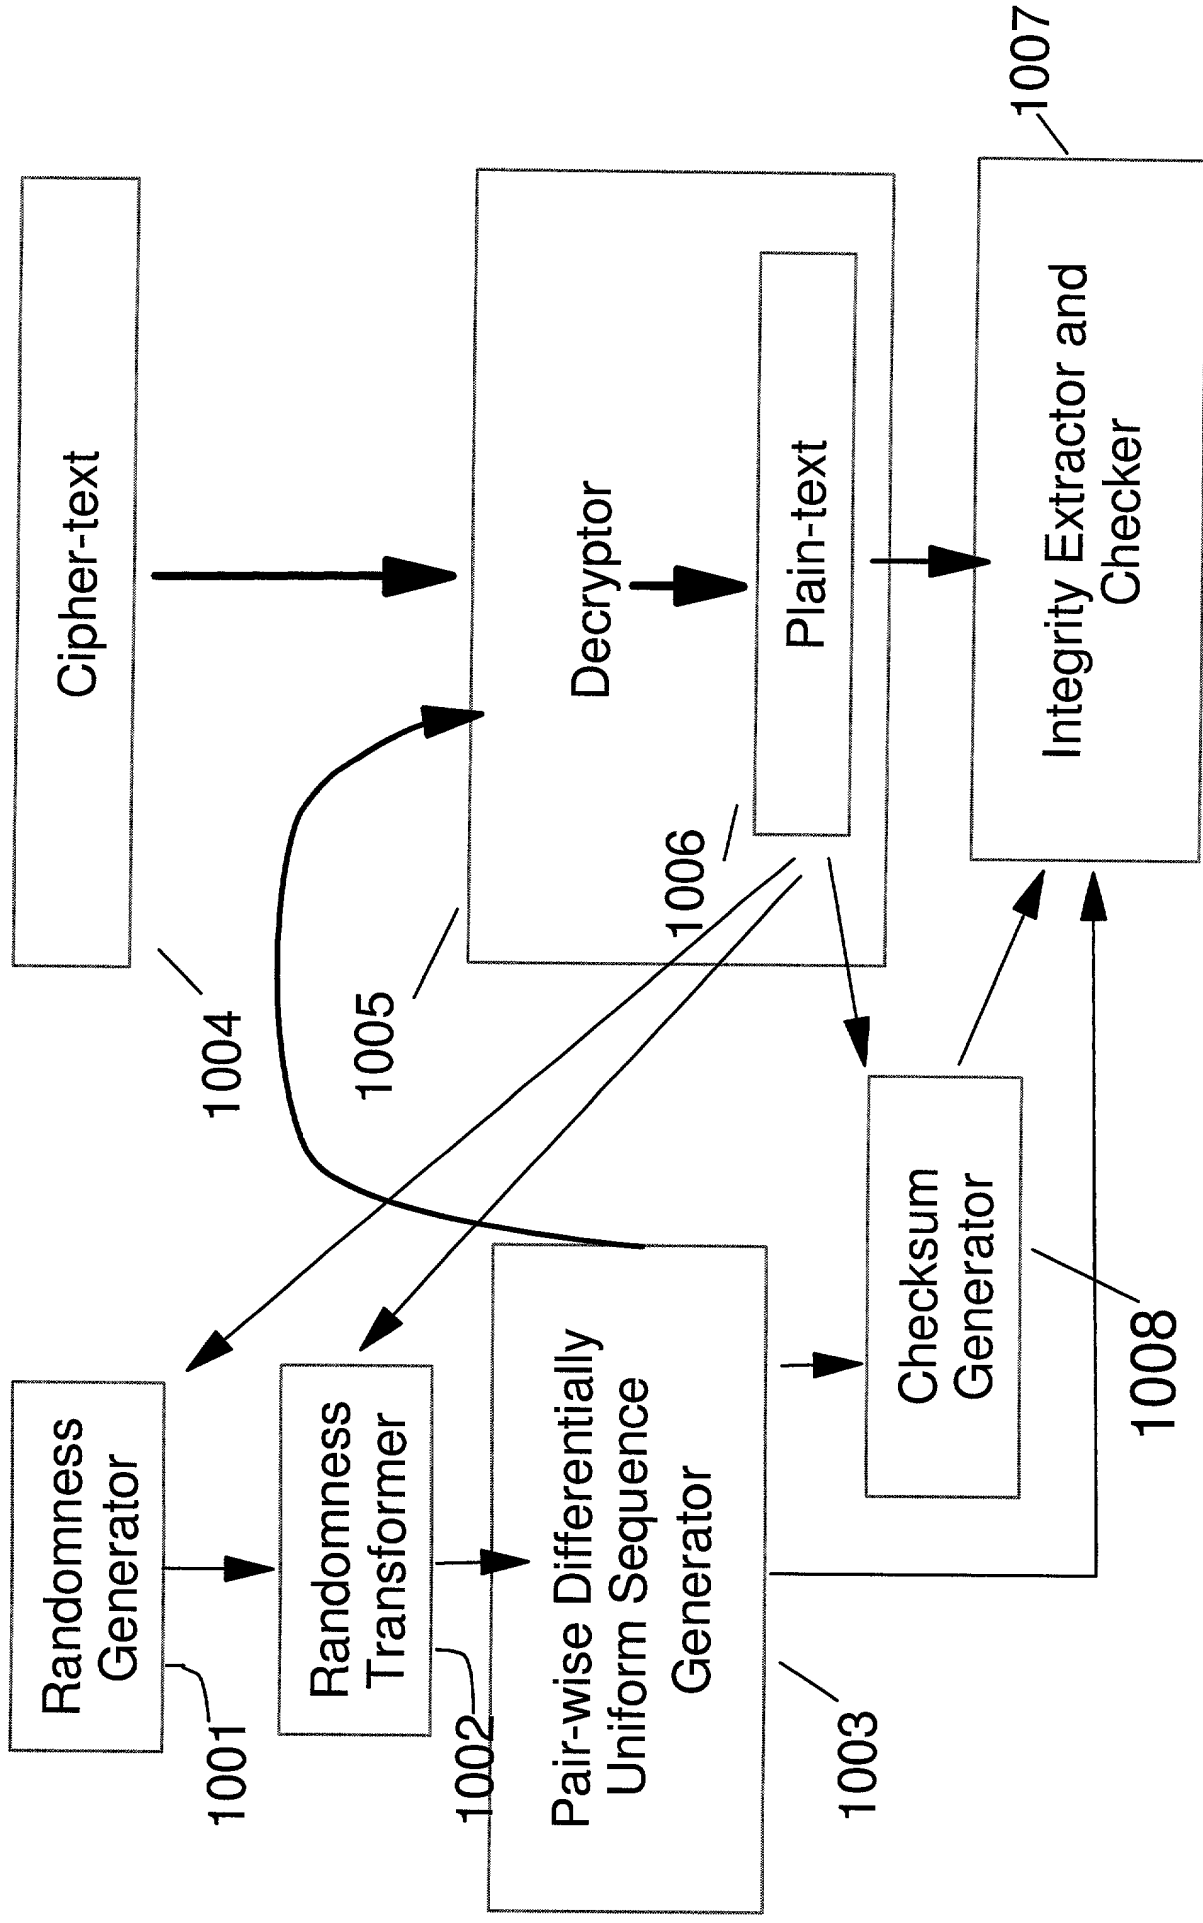 Randomness
Generator
1001
Randomness
Transformer
1002
Pair-wise Differentially
Uniform Sequence
Generator
1003
Cipher-text
1004
1005
Decryptor
1006
Plain-text
Checksum
Generator
1008
Integrity Extractor and
Checker
1007